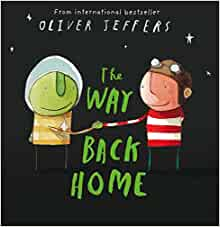 From international bestseller
OLIVER JEFFERS
The
WAY
BACK
HOME